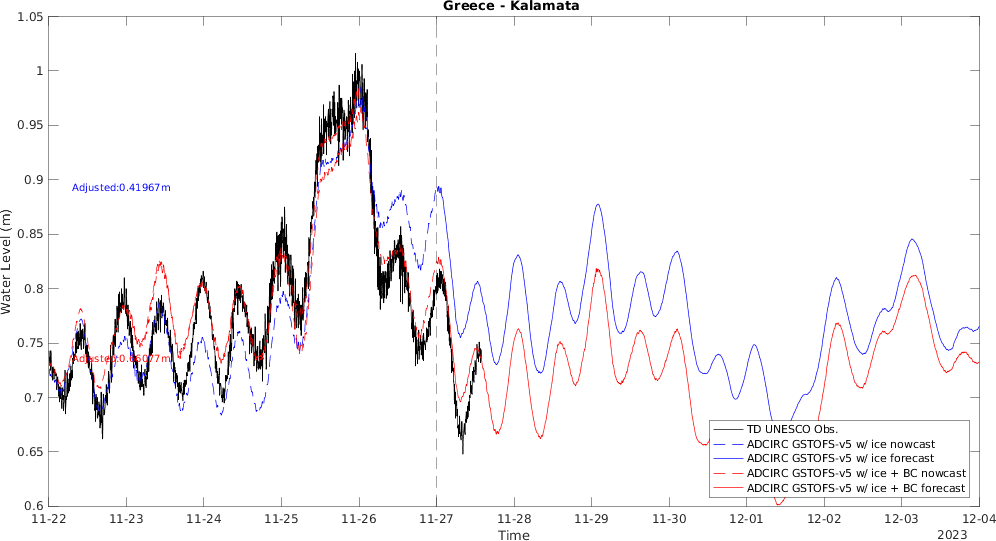 Greece - Kalamata
1.05
1
0.95
0.9
0.85
0.8
0.75
0.7
0.65
0.6
Water Level (m)
Adjusted:0.41967m
Adjusted:0.65077m
TD UNESCO Obs.
ADCIRC GSTOFS-v5 w/ ice nowcast
ADCIRC GSTOFS-v5 w/ ice forecast
ADCIRC GSTOFS-v5 w/ ice + BC nowcast
ADCIRC GSTOFS-v5 w/ ice + BC forecast
11-22 11-23 11-24 11-25 11-26 11-27 11-28 11-29 11-30 12-01 12-02 12-03 12-04
Time
2023